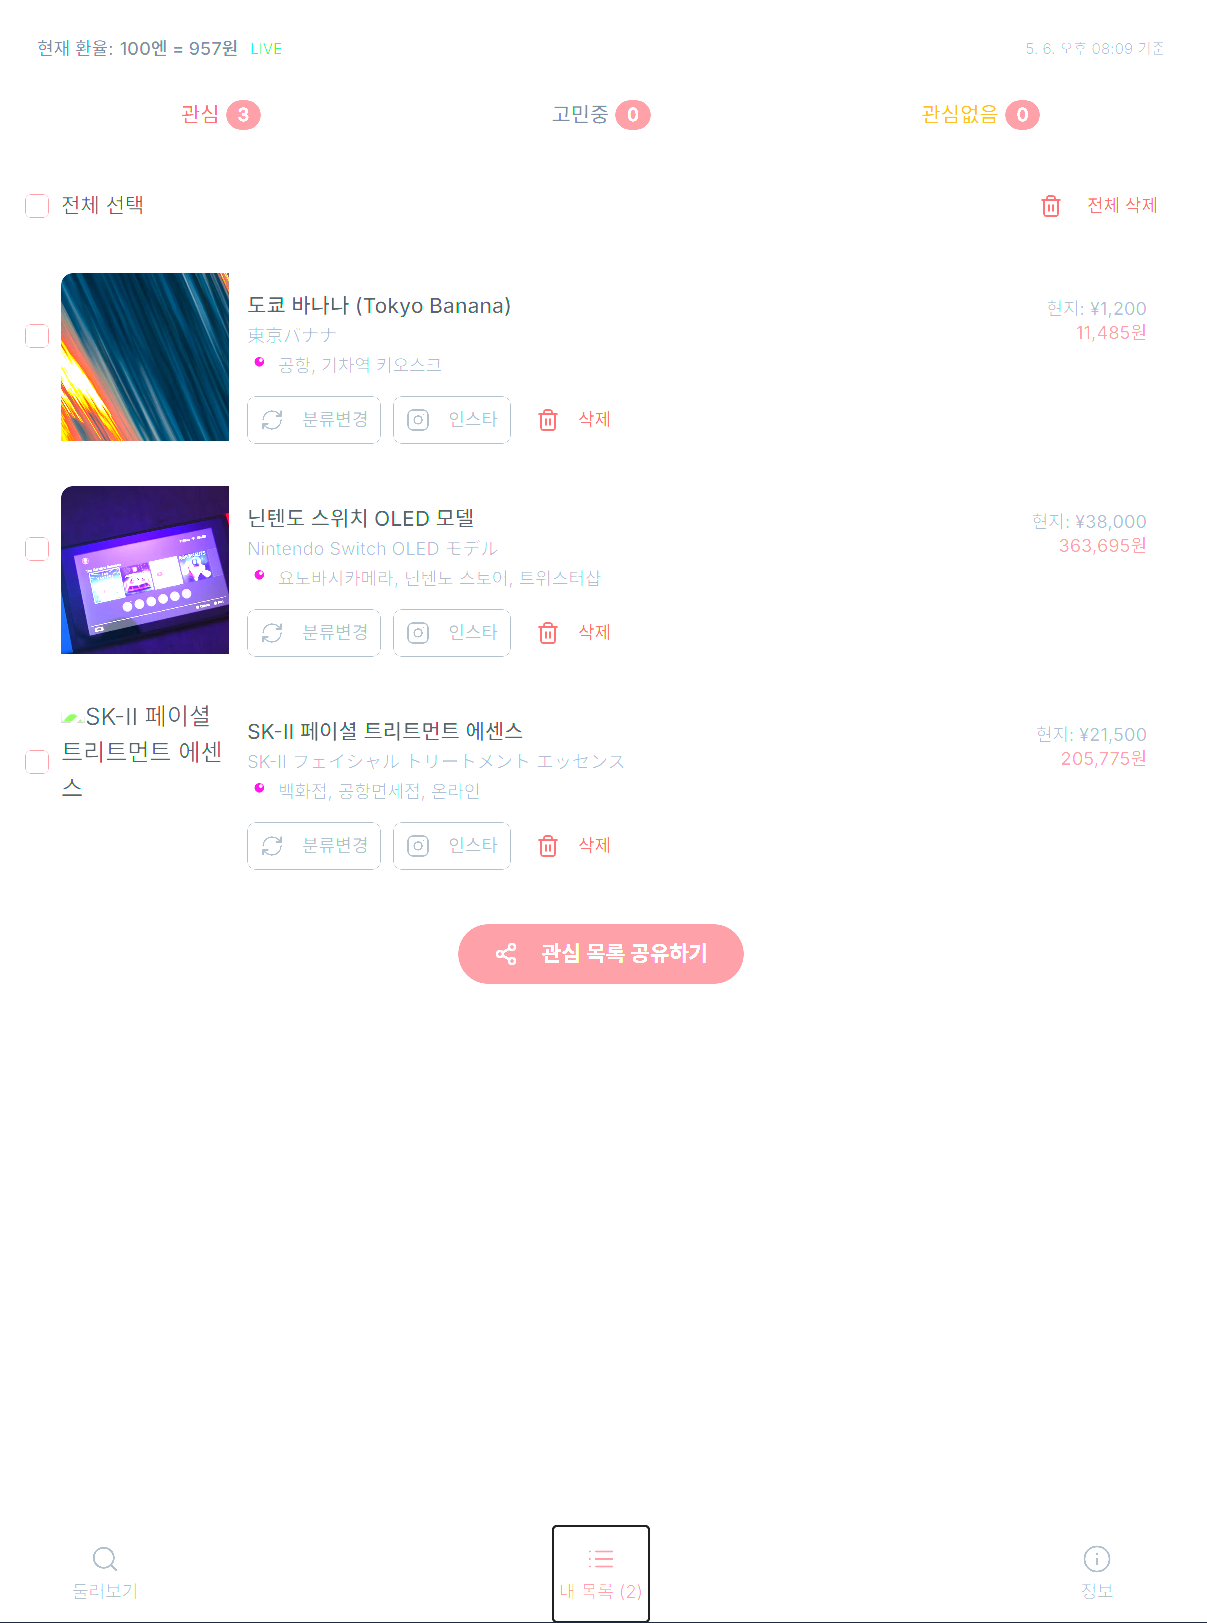 현재 환율: 100엔 = 957원 LIVE
5. 6. 오후 08:09 기준
관심 3
고민중 0
관심없음 0
전체 선택
전체 삭제
도쿄 바나나 (Tokyo Banana)
東京バナナ
공항, 기차역 키오스크
현지: ¥1,200
11,485원
분류변경 인스타 삭제
닌텐도 스위치 OLED 모델
Nintendo Switch OLED モデル
요도바시카메라, 닌텐도 스토어, 트위스터샵
현지: ¥38,000
363,695원
분류변경 인스타 삭제
SK-II 페이셜
트리트먼트 에센
스
SK-II 페이셜 트리트먼트 에센스
SK-II フェイシャル トリートメント エッセンス
백화점, 공항면세점, 온라인
현지: ¥21,500
205,775원
분류변경 인스타 삭제
관심 목록 공유하기
둘러보기
내 목록 (2)
정보